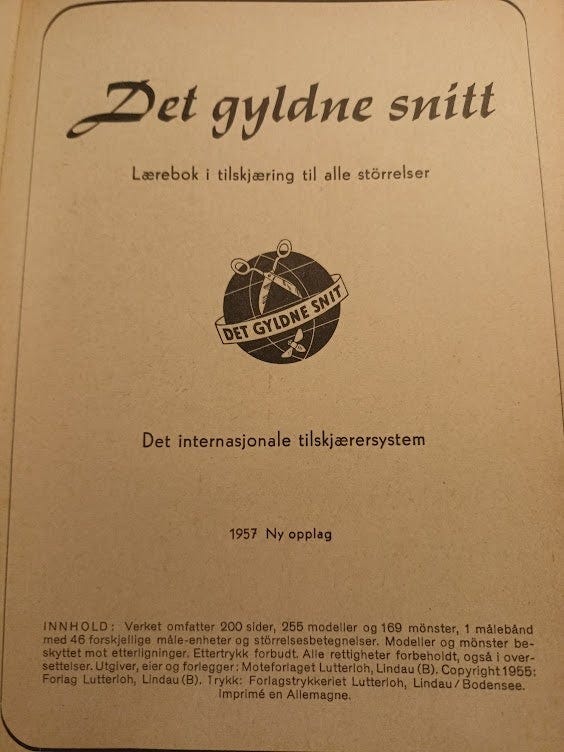 Det gyldne snitt
Lærebok i tilskjæring til alle störrelser
DET GYLDNE SNIT
Det internasjonale tilskjærersystem
1957 Ny opplag
INNHOLD: Verket omfatter 200 sider, 255 modeller og 169 mönster, 1 målebånd
med 46 forskjellige måle-enheter og störrelsesbetegnelser. Modeller og mönster be-
skyttet mot etterligninger. Ettertrykk forbudt. Alle rettigheter forbeholdt, også i over-
settelser. Utgiver, eier og forlegger: Moteforlaget Lutterloh, Lindau (B). Copyright 1955:
Forlag Lutterloh, Lindau (B). Trykk: Forlagstrykkeriet Lutterloh, Lindau/Bodensee.
Imprimé en Allemagne.